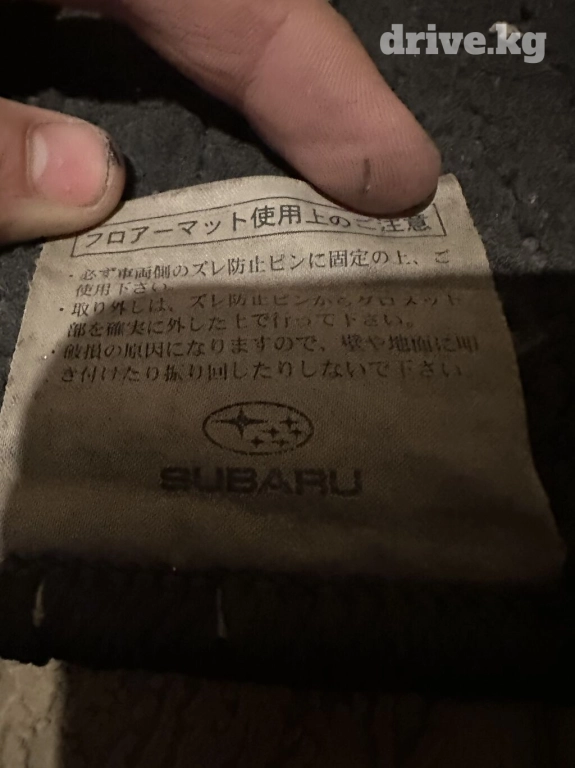 drive.kg
フロアーマット使用上のご注意
・必ず車両側のズレ防止ピンに固定の上、ご
使用下さい。
・取り外しは、ズレ防止ピンからグロメット
部を確実に外した上で行って下さい。
・破損の原因になりますので、壁や地面に叩
き付けたり振り回したりしないで下さい。
SUBARU